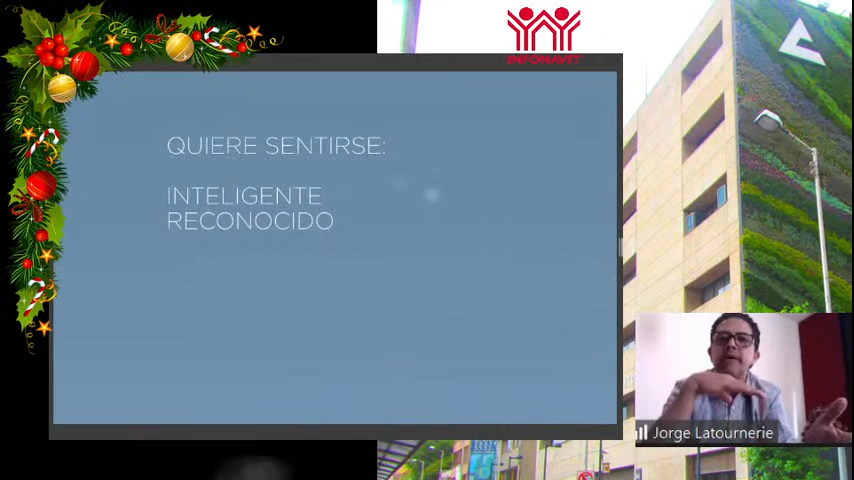 INFONAVIT
QUIERE SENTIRSE:
INTELIGENTE
RECONOCIDO
Jorge Latournerie